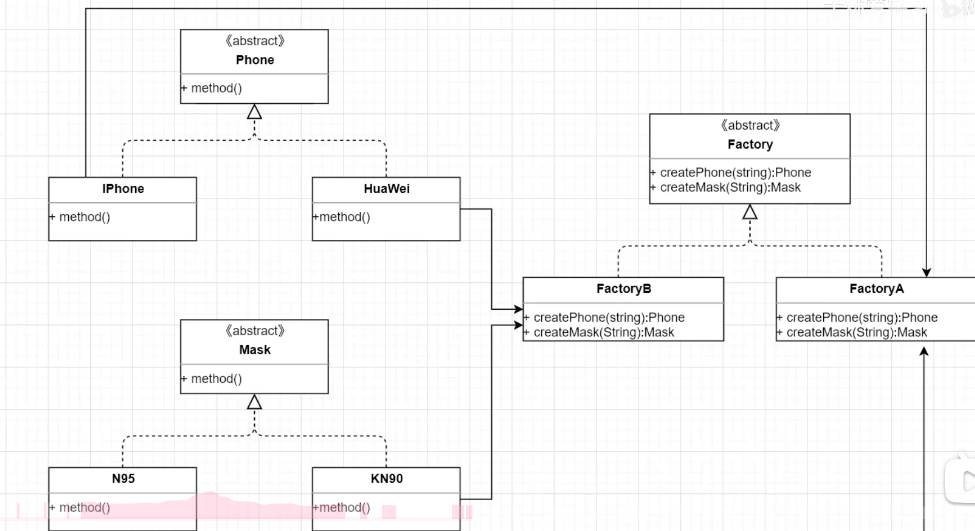 《abstract》
Phone
+ method()
IPhone
+ method()
HuaWei
+method()
《abstract》
Factory
+ createPhone(string):Phone
+ createMask(String):Mask
FactoryB
+ createPhone(string):Phone
+ createMask(String):Mask
FactoryA
+ createPhone(string):Phone
+ createMask(String):Mask
《abstract》
Mask
+ method()
N95
+ method()
KN90
+method()